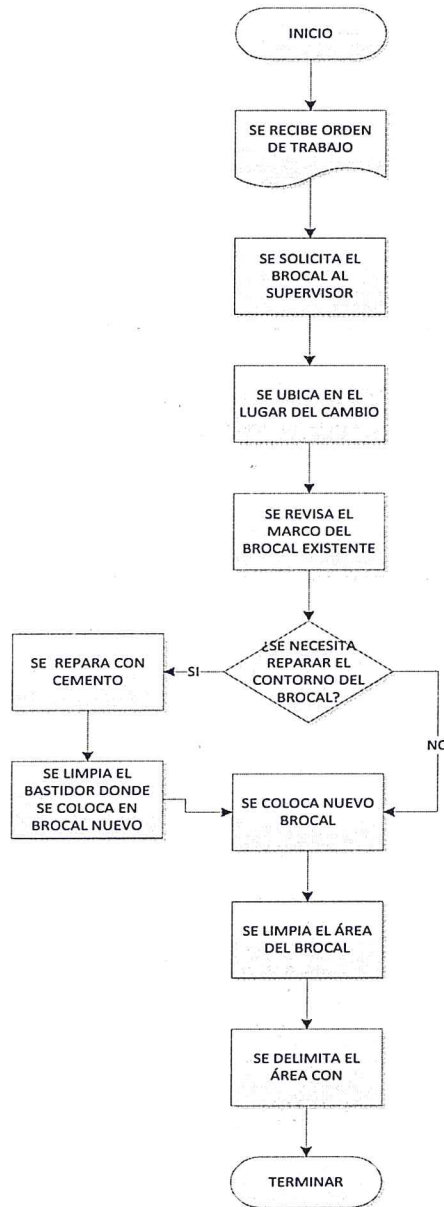 INICIO
SE RECIBE ORDEN
DE TRABAJO
SE SOLICITA EL
BROCAL AL
SUPERVISOR
SE UBICA EN EL
LUGAR DEL CAMBIO
SE REVISA EL
MARCO DEL
BROCAL EXISTENTE
¿SE NECESITA
REPARAR EL
CONTORNO DEL
BROCAL?
SI
SE REPARA CON
CEMENTO
SE LIMPIA EL
BASTIDOR DONDE
SE COLOCA EN
BROCAL NUEVO
NO
SE COLOCA NUEVO
BROCAL
SE LIMPIA EL ÁREA
DEL BROCAL
SE DELIMITA EL
ÁREA CON
TERMINAR